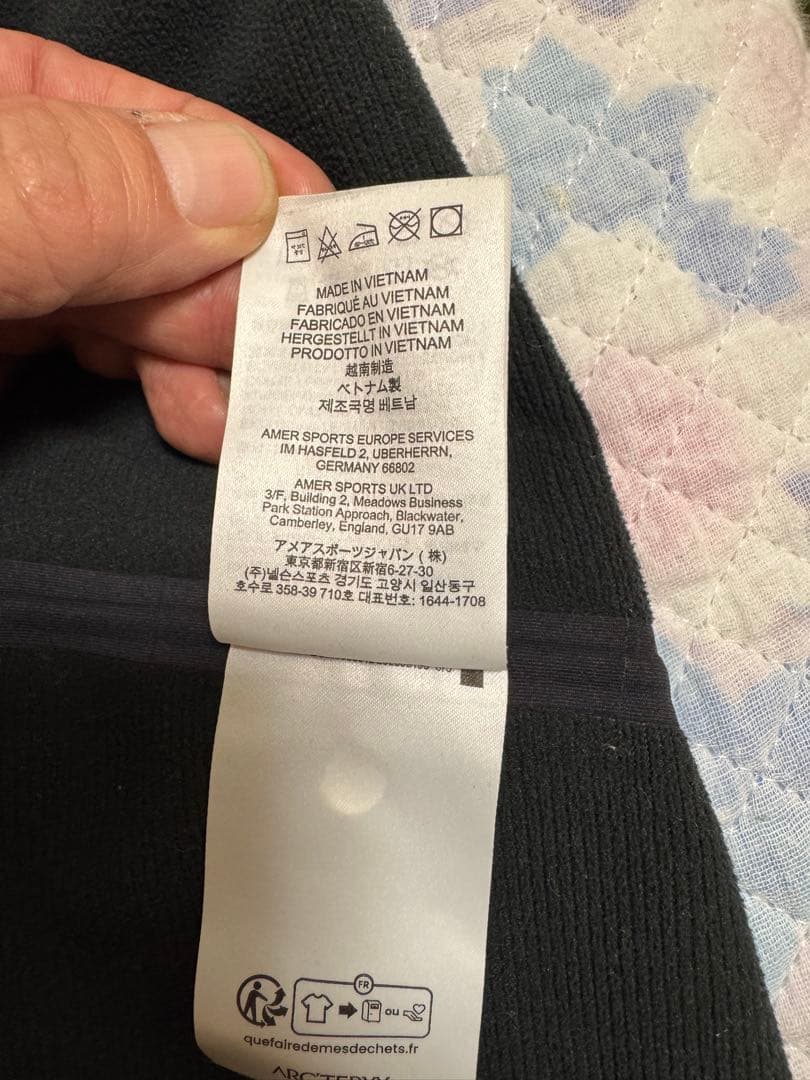 MADE IN VIETNAM
FABRIQUÉ AU VIETNAM
FABRICADO EN VIETNAM
HERGESTELLT IN VIETNAM
PRODOTTO IN VIETNAM
越南制造
ベトナム製
제조국명 베트남
AMER SPORTS EUROPE SERVICES
IM HASFELD 2, UBERHERRN,
GERMANY 66802
AMER SPORTS UK LTD
3/F, Building 2, Meadows Business
Park Station Approach, Blackwater,
Camberley, England, GU17 9AB
アメアスポーツジャパン (株)
東京都新宿区新宿6-27-30
(주)넬슨스포츠 경기도 고양시 일산동구
호수로 358-39 710호 대표번호: 1644-1708
FR
ou
quefairedemesdechets.fr
ARC'TERYX